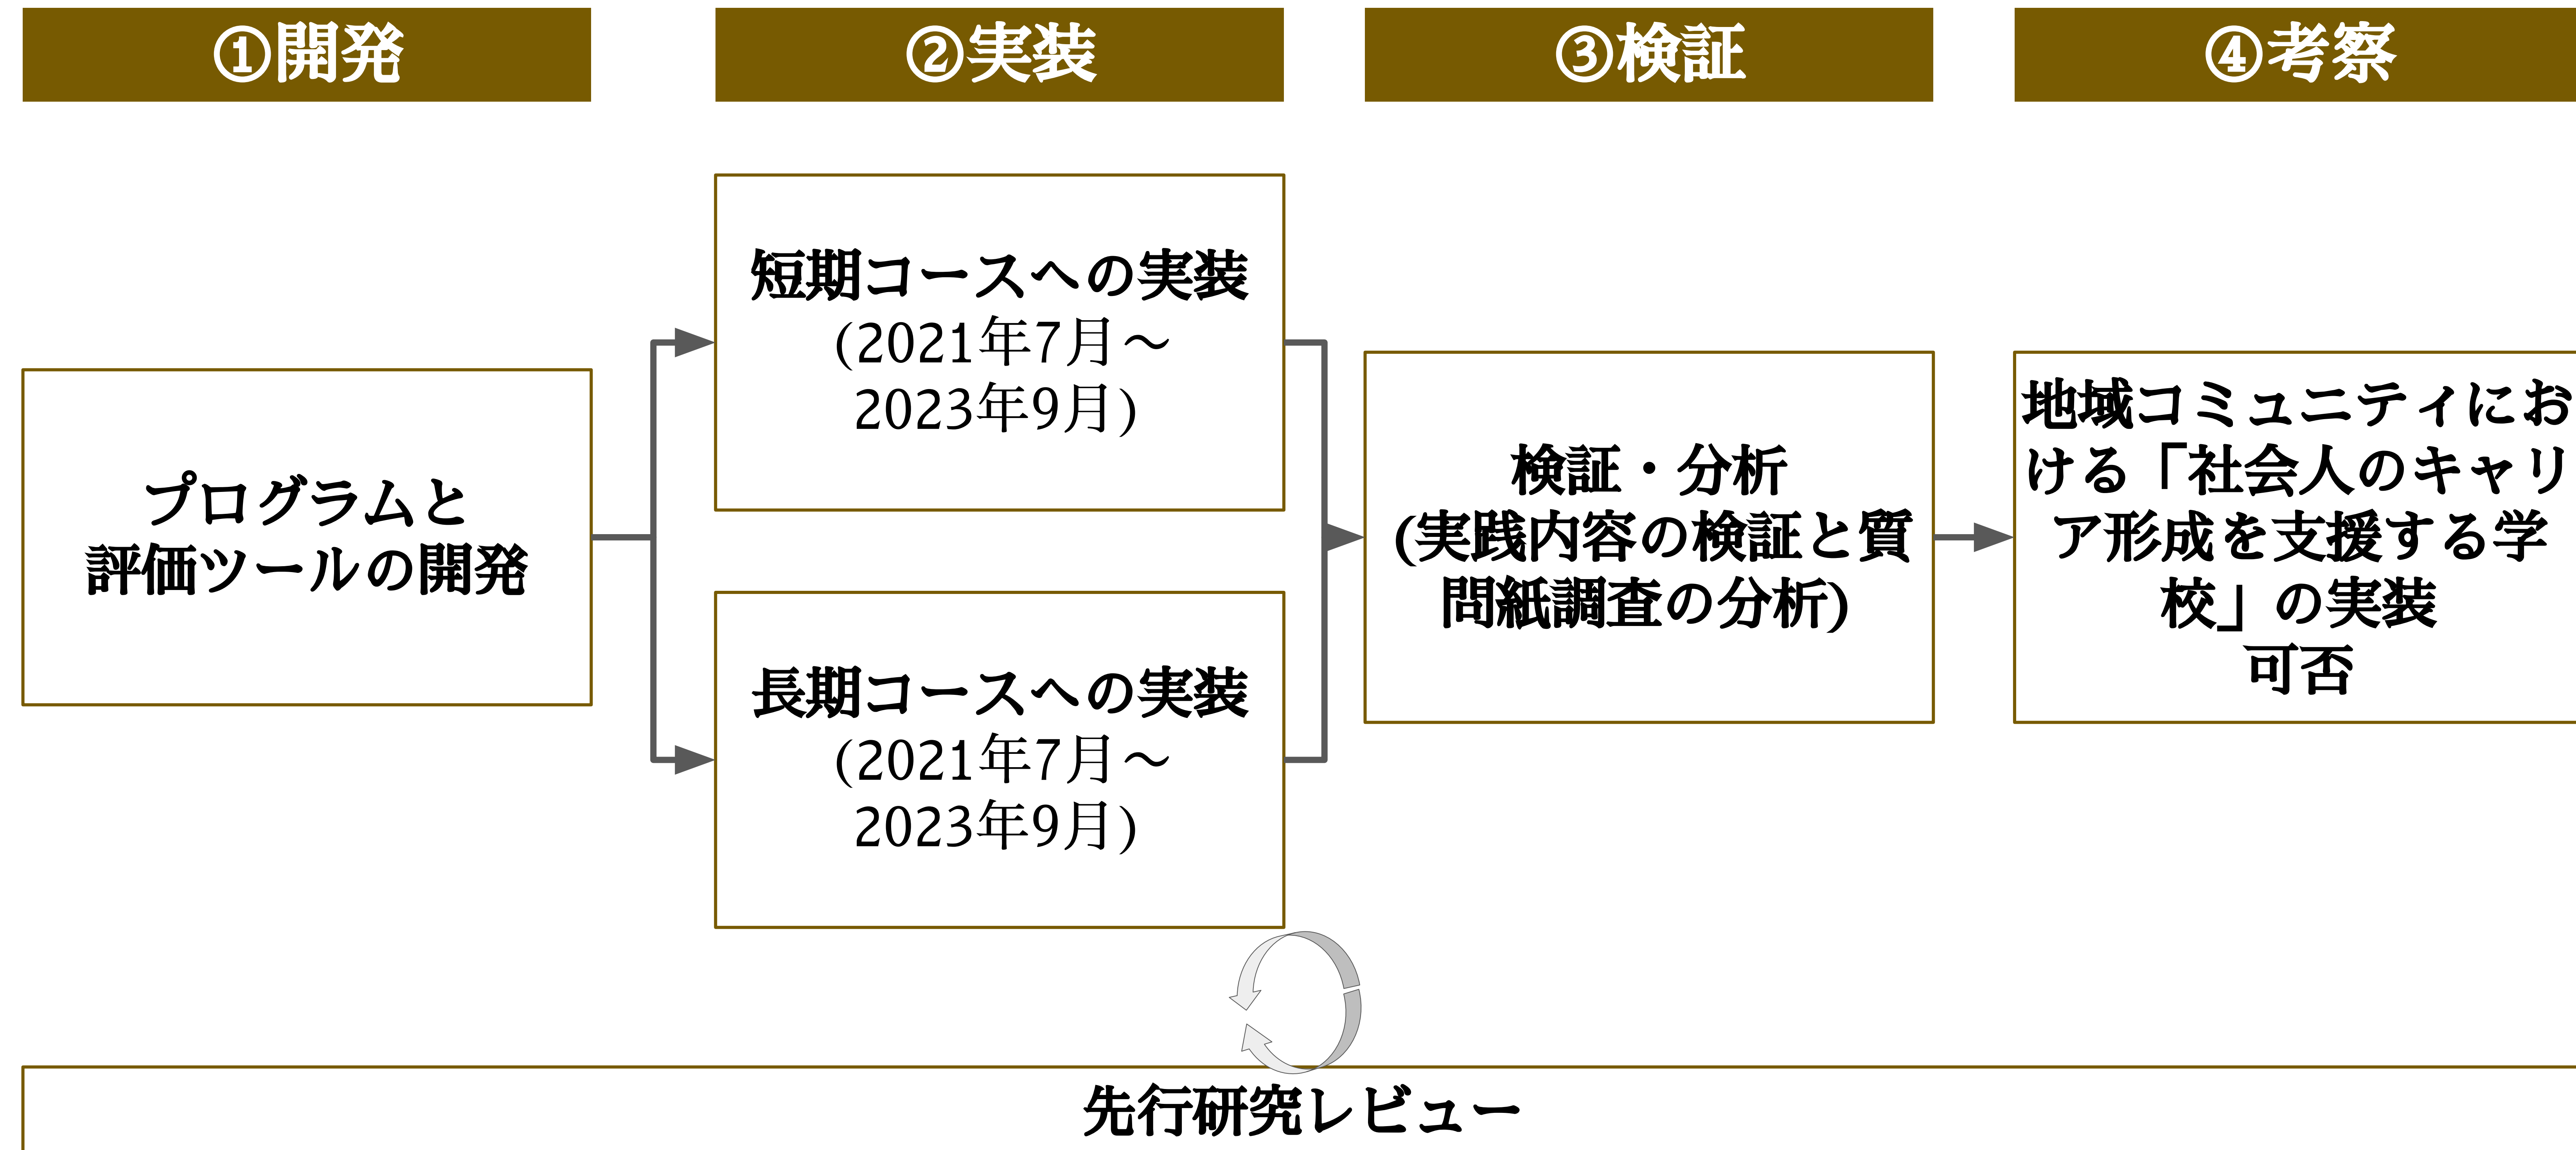 ①開発
②実装
③検証
④考察
プログラムと
評価ツールの開発
短期コースへの実装
(2021年7月～
2023年9月)
長期コースへの実装
(2021年7月～
2023年9月)
検証・分析
(実践内容の検証と質
問紙調査の分析)
地域コミュニティにお
ける「社会人のキャリ
ア形成を支援する学
校」の実装
可否
先行研究レビュー